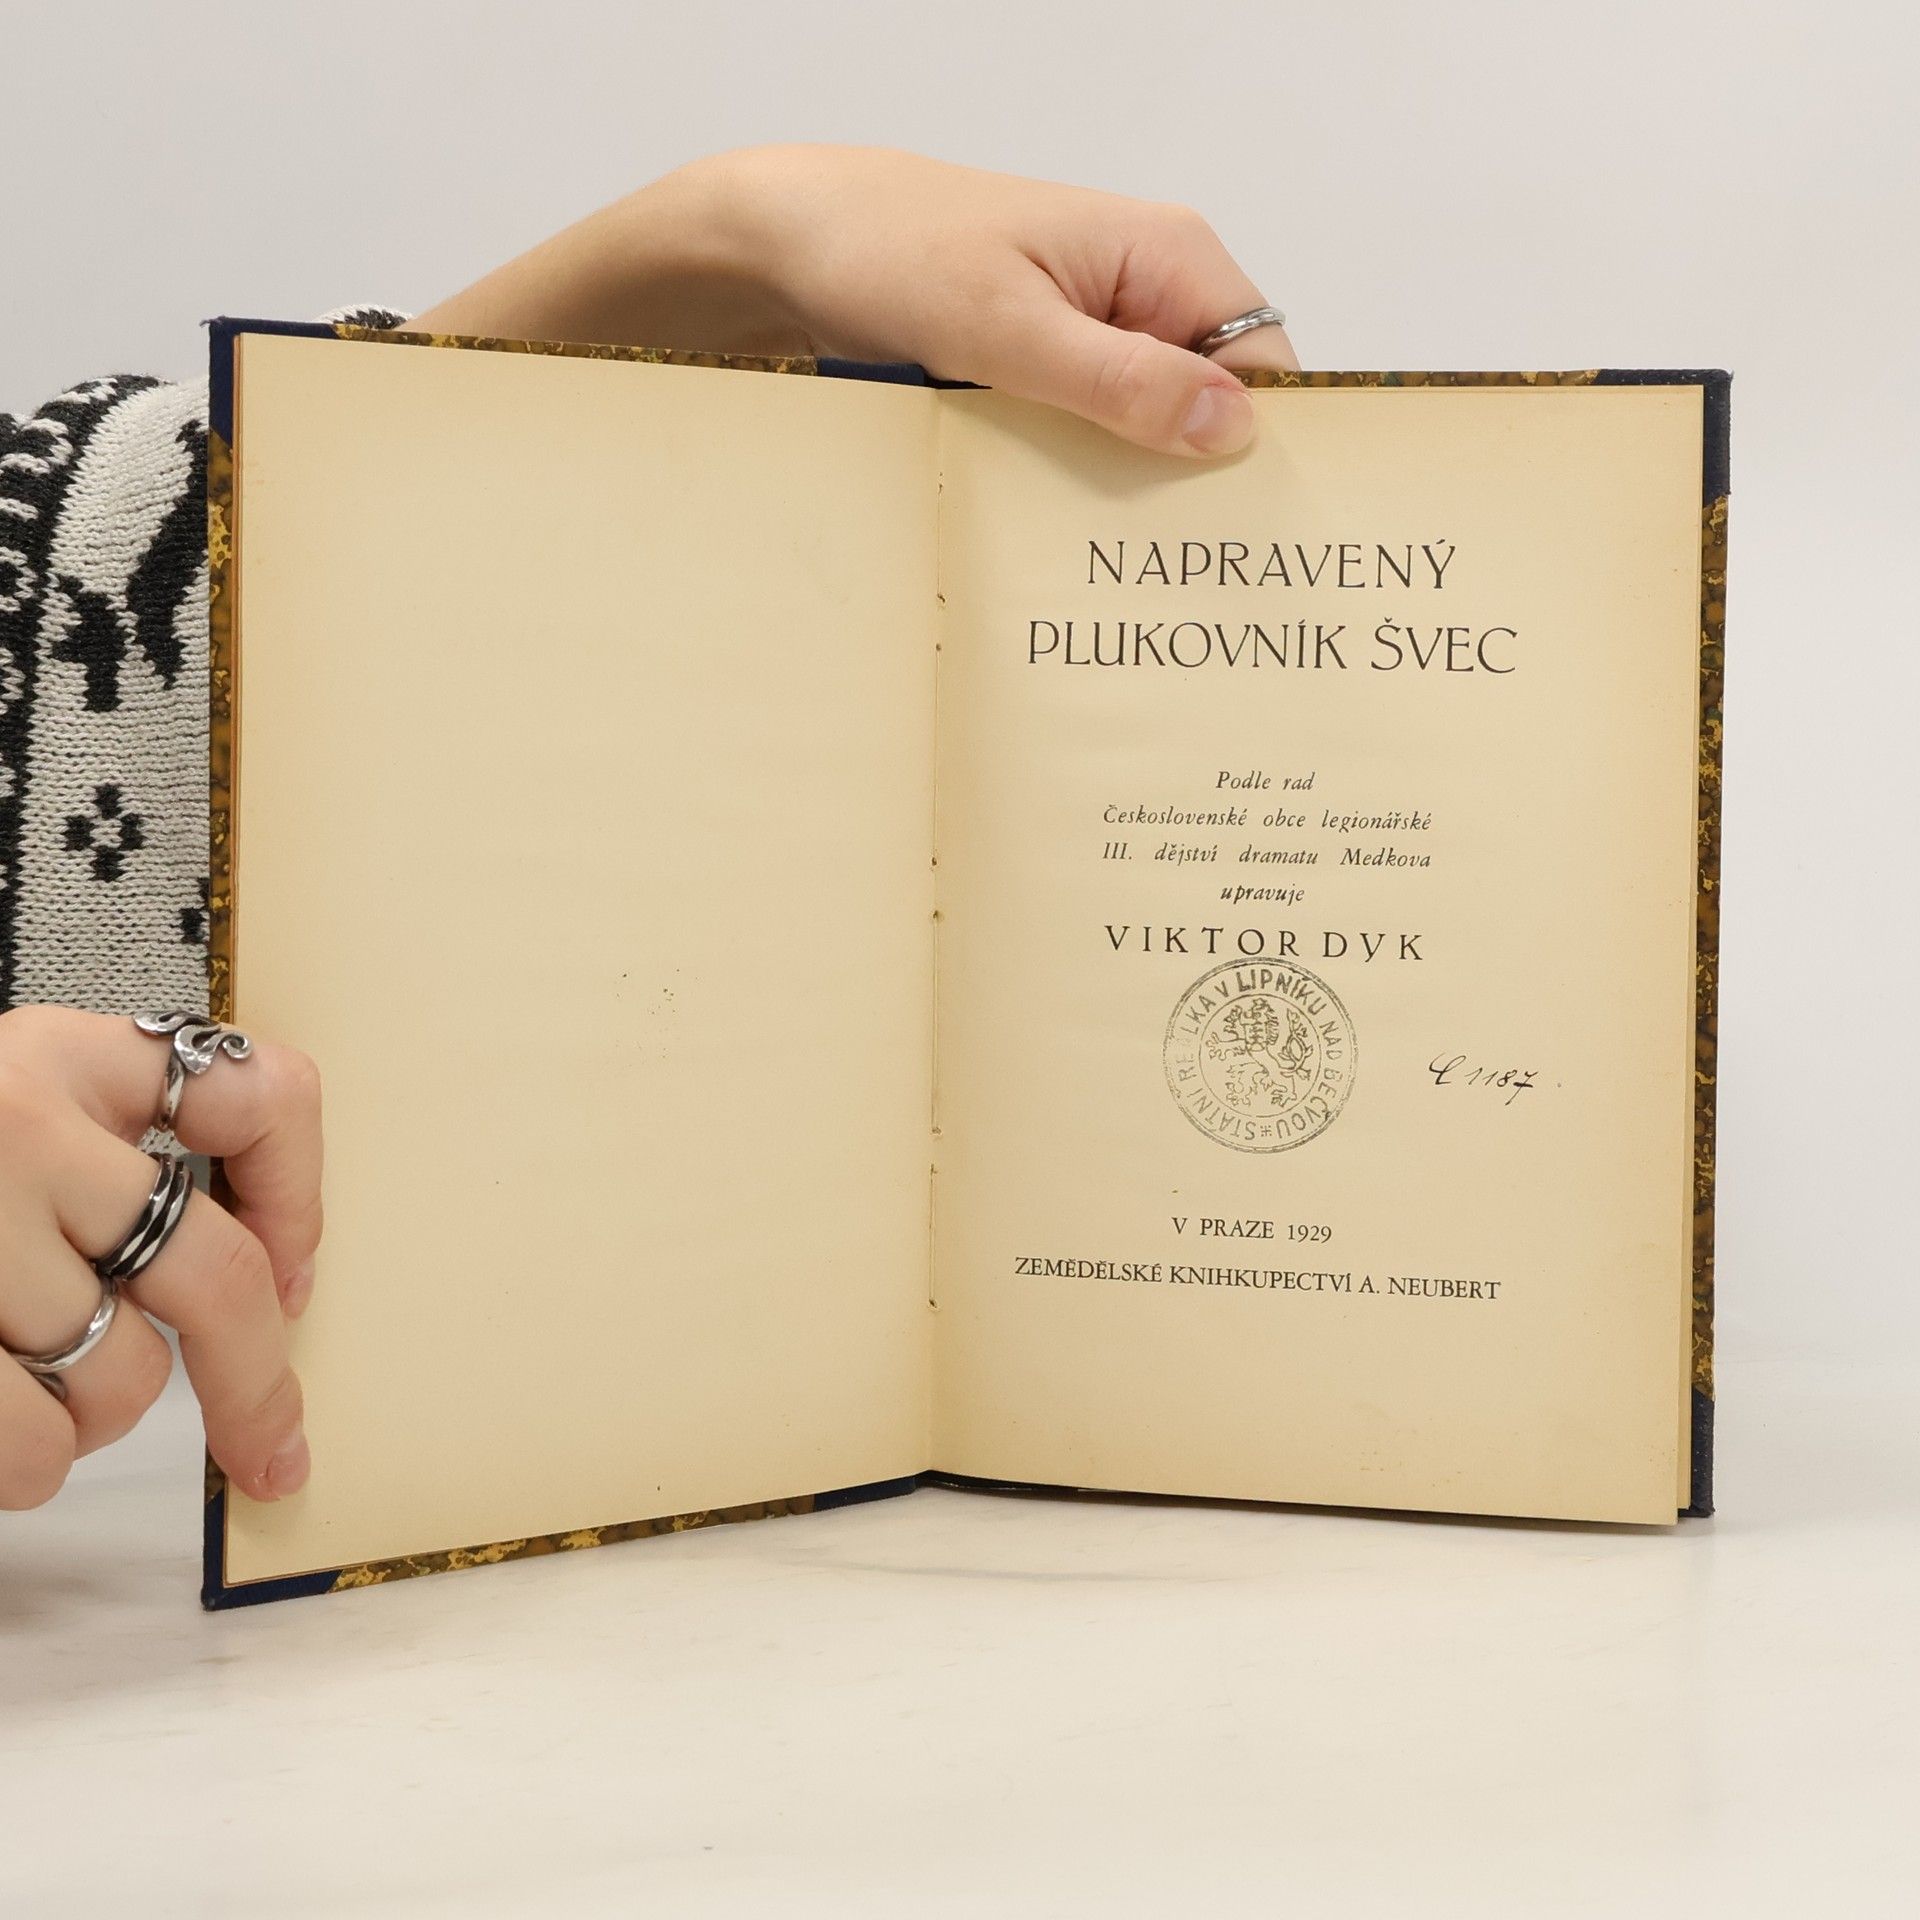 NAPRAVENÝ
PLUKOVNÍK ŠVEC
Podle rad
Československé obce legionářské
III. dějství dramatu Medkova
upravuje
VIKTOR DYK
STÁTNÍ REÁLKA V LIPNÍKU NAD BEČVOU *
C 1187
V PRAZE 1929
ZEMĚDĚLSKÉ KNIHKUPECTVÍ A. NEUBERT